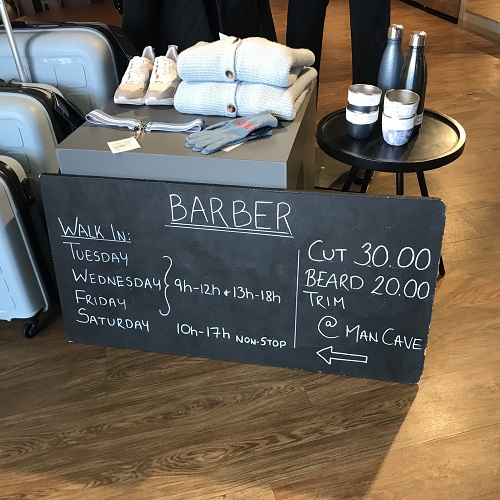 BARBER
WALK IN:
TUESDAY
WEDNESDAY
FRIDAY
9h-12h + 13h-18h
SATURDAY 10h-17h NON-STOP
CUT 30.00
BEARD 20.00
TRIM
@ MAN CAVE